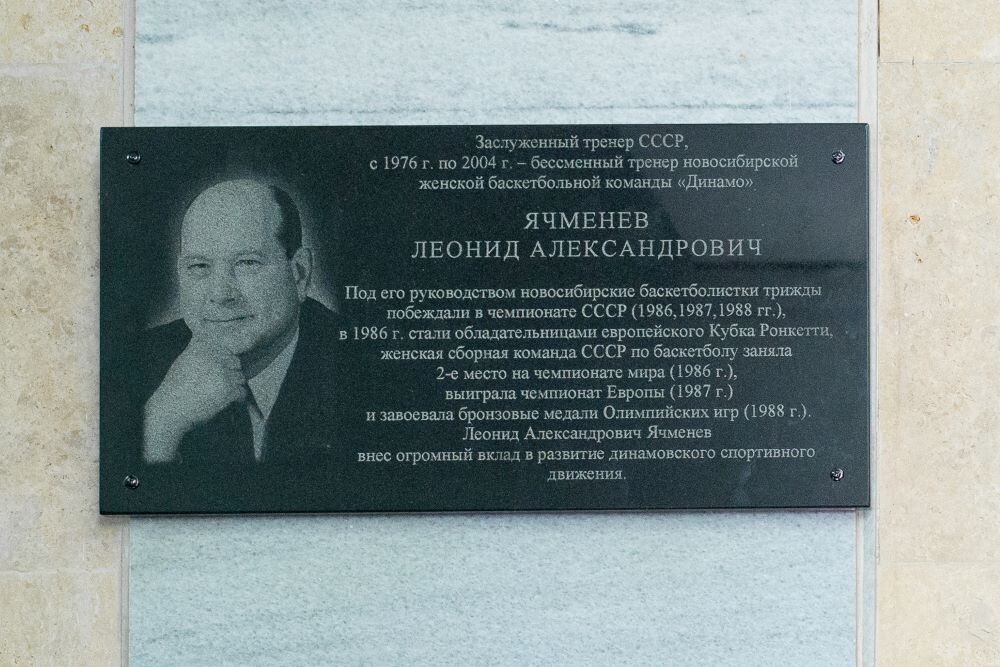 Заслуженный тренер СССР,
с 1976 г. по 2004 г. – бессменный тренер новосибирской
женской баскетбольной команды «Динамо»
ЯЧМЕНЕВ
ЛЕОНИД АЛЕКСАНДРОВИЧ
Под его руководством новосибирские баскетболистки трижды
побеждали в чемпионате СССР (1986,1987,1988 гг.),
в 1986 г. стали обладательницами европейского Кубка Ронкетти,
женская сборная команда СССР по баскетболу заняла
2-е место на чемпионате мира (1986 г.),
выиграла чемпионат Европы (1987 г.)
и завоевала бронзовые медали Олимпийских игр (1988 г.).
Леонид Александрович Ячменев
внес огромный вклад в развитие динамовского спортивного
движения.